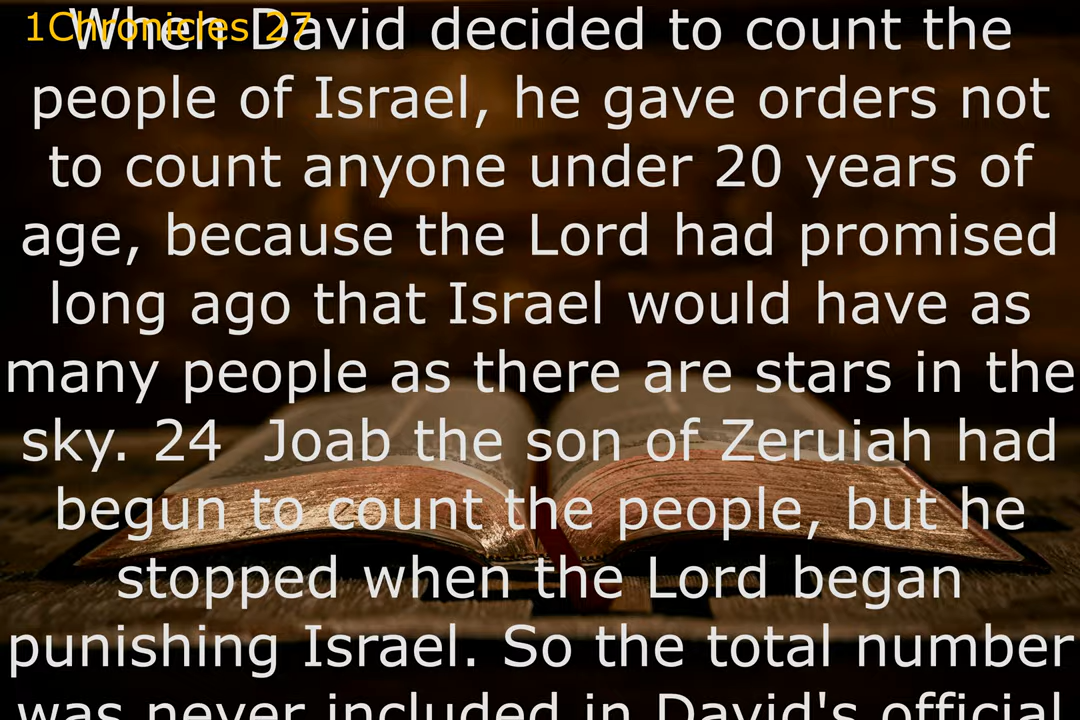 1Chronicles 27
When David decided to count the
people of Israel, he gave orders not
to count anyone under 20 years of
age, because the Lord had promised
long ago that Israel would have as
many people as there are stars in the
sky. 24 Joab the son of Zeruiah had
begun to count the people, but he
stopped when the Lord began
punishing Israel. So the total number
was never included in David's official